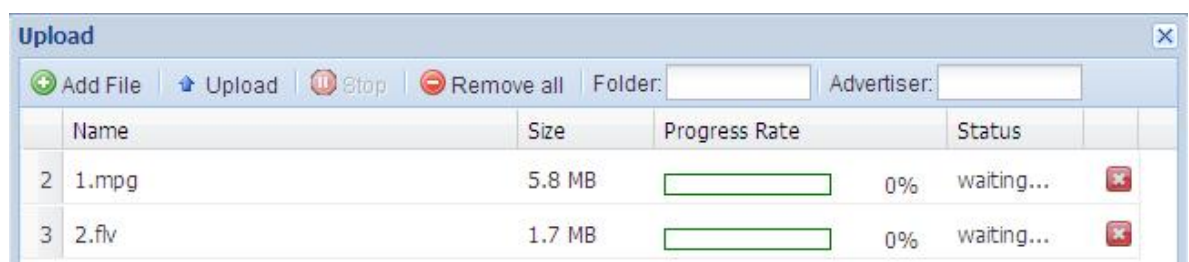 Upload
Add File Upload Stop Remove all Folder: Advertiser:
Name Size Progress Rate Status
2 1.mpg 5.8 MB 0% waiting...
3 2.flv 1.7 MB 0% waiting...